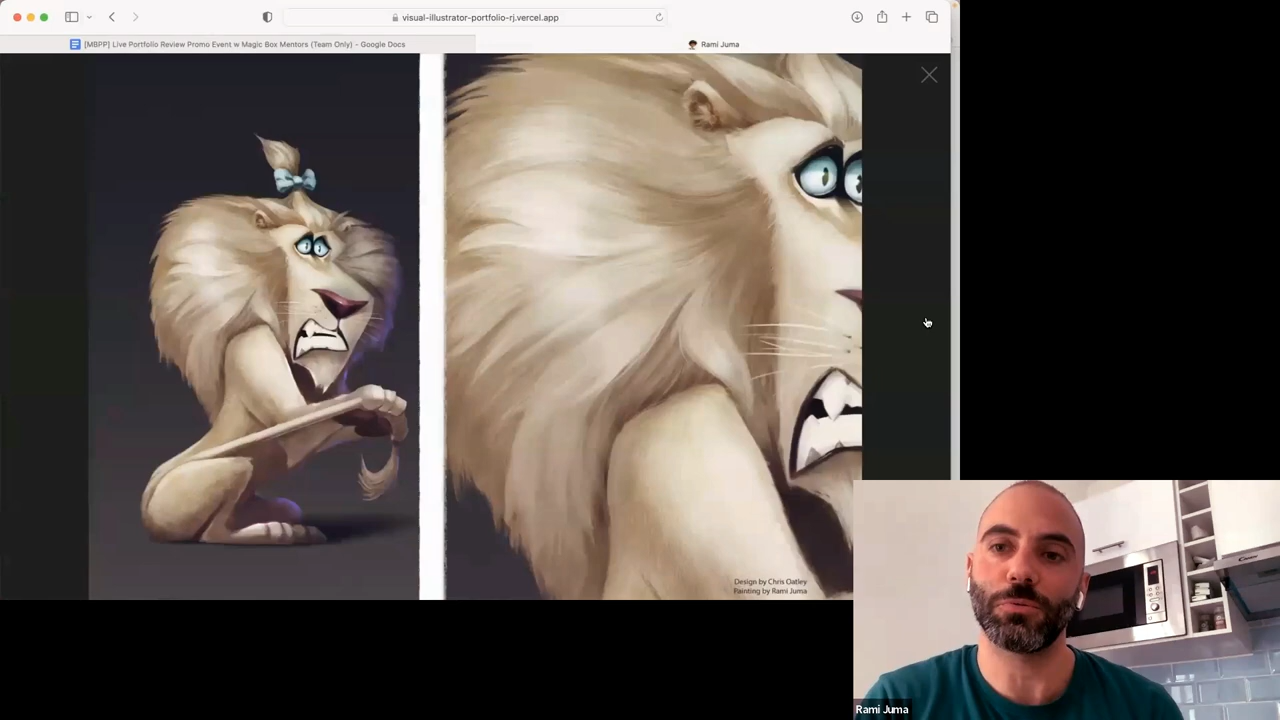 visual-illustrator-portfolio-rj.vercel.app
[MBPP] Live Portfolio Review Promo Event w Magic Box Mentors (Team Only) - Google Docs
Rami Juma
Design by Chris Oatley
Painting by Rami Juma
Rami Juma